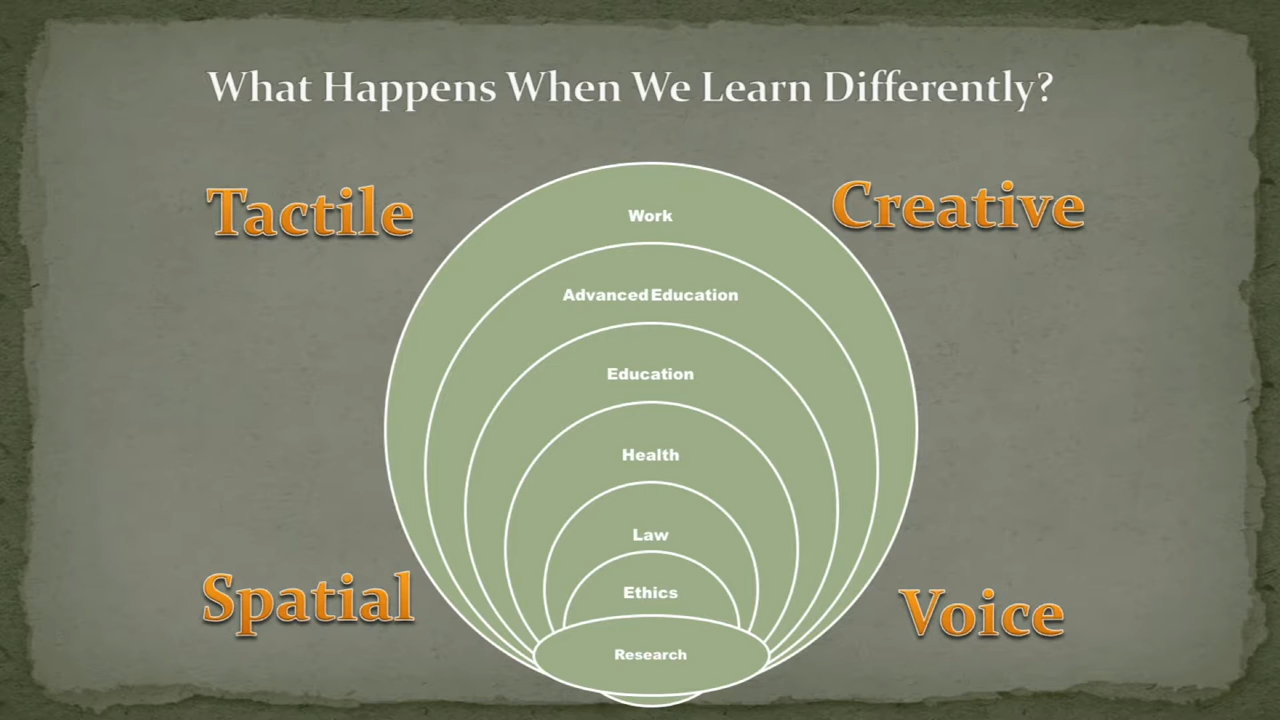 What Happens When We Learn Differently?
Tactile
Creative
Work
Advanced Education
Education
Health
Law
Ethics
Spatial
Voice
Research